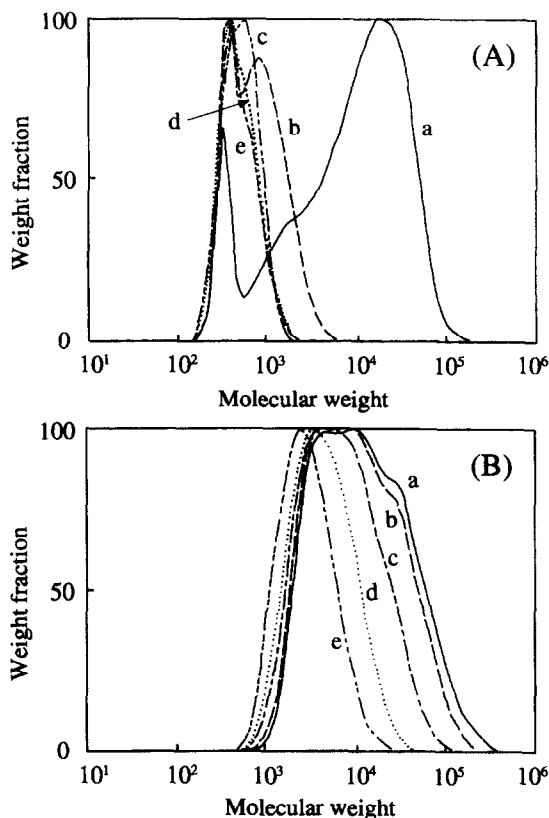 100
(A)
c
d
b
a
e
50
0
Weight fraction
10¹ 10² 10³ 10⁴ 10⁵ 10⁶
Molecular weight
100
(B)
a
b
c
50
d
e
0
Weight fraction
10¹ 10² 10³ 10⁴ 10⁵ 10⁶
Molecular weight